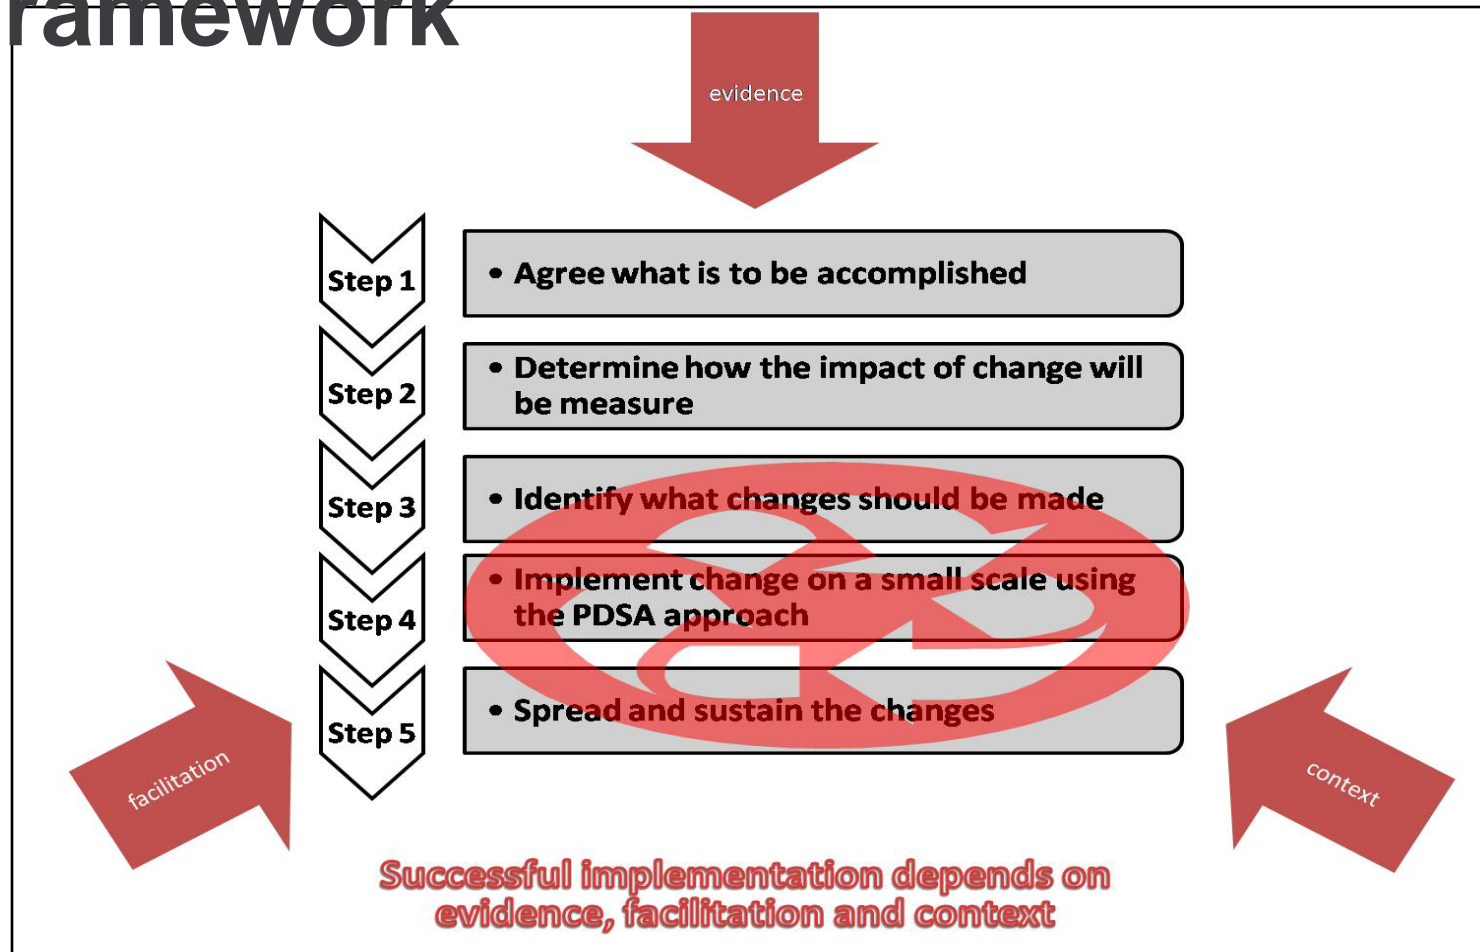 ramework
evidence
Step 1
• Agree what is to be accomplished
Step 2
• Determine how the impact of change will
be measure
Step 3
• Identify what changes should be made
Step 4
• Implement change on a small scale using
the PDSA approach
Step 5
• Spread and sustain the changes
facilitation
context
Successful implementation depends on
evidence, facilitation and context